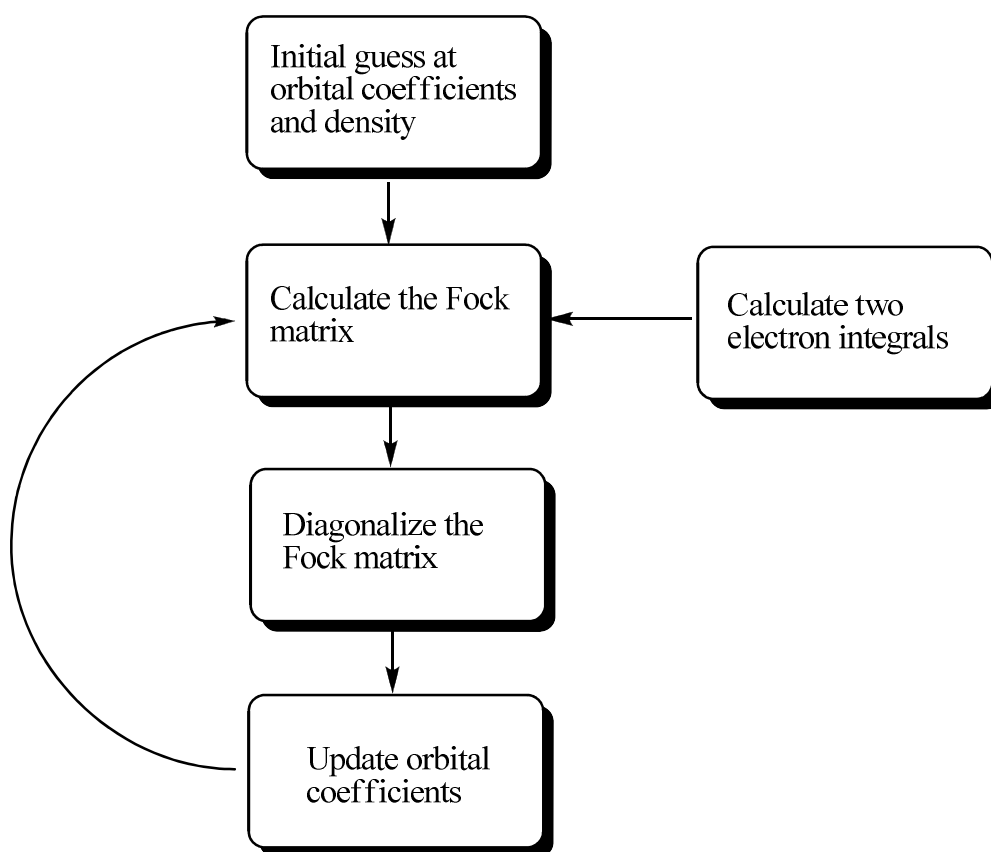 Initial guess at
orbital coefficients
and density
Calculate the Fock
matrix
Calculate two
electron integrals
Diagonalize the
Fock matrix
Update orbital
coefficients